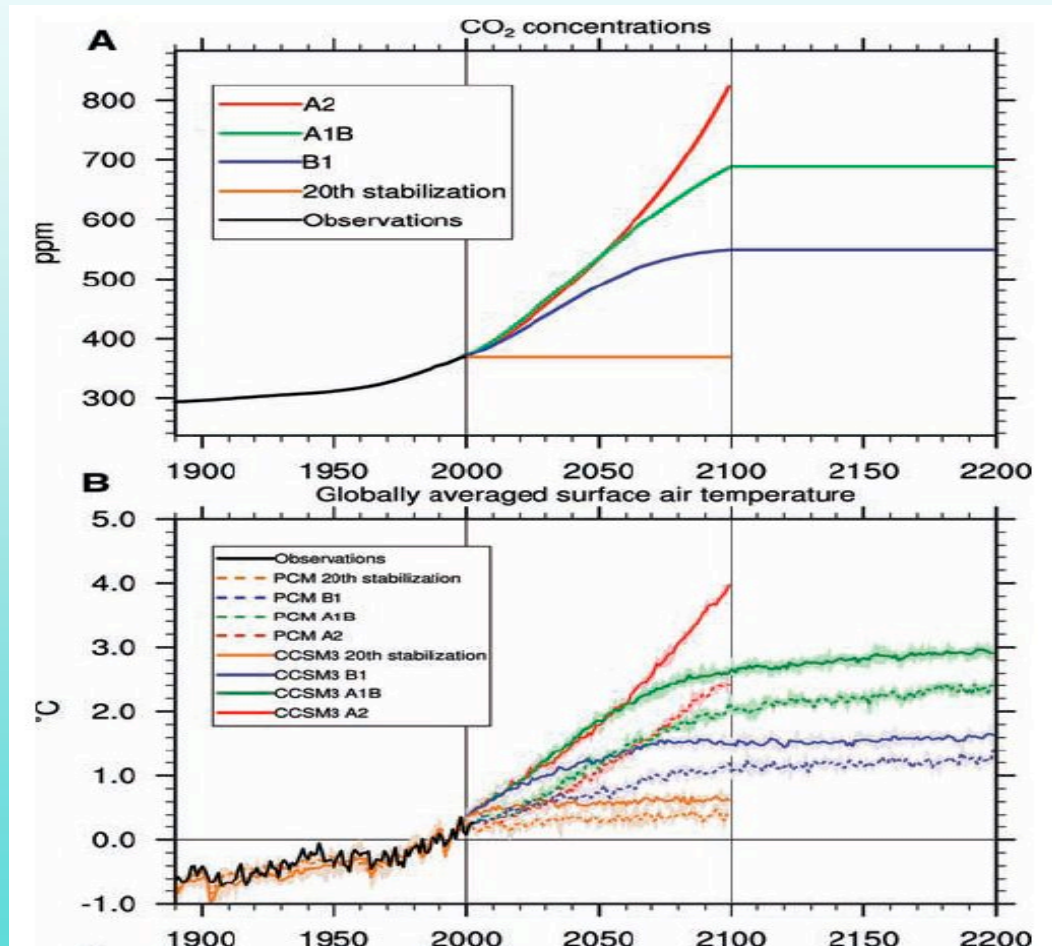 A
CO₂ concentrations
800
700
600
500
400
300
ppm
A2
A1B
B1
20th stabilization
Observations
1900 1950 2000 2050 2100 2150 2200
B
Globally averaged surface air temperature
5.0
4.0
3.0
2.0
1.0
0.0
-1.0
°C
Observations
PCM 20th stabilization
PCM B1
PCM A1B
PCM A2
CCSM3 20th stabilization
CCSM3 B1
CCSM3 A1B
CCSM3 A2
1900 1950 2000 2050 2100 2150 2200